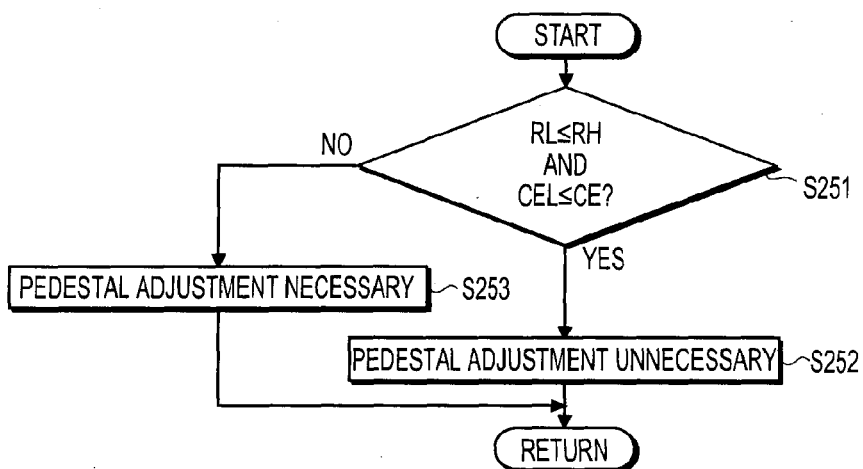 START
RL≦RH
AND
CEL≦CE?
NO
S251
YES
PEDESTAL ADJUSTMENT NECESSARY
S253
PEDESTAL ADJUSTMENT UNNECESSARY
S252
RETURN